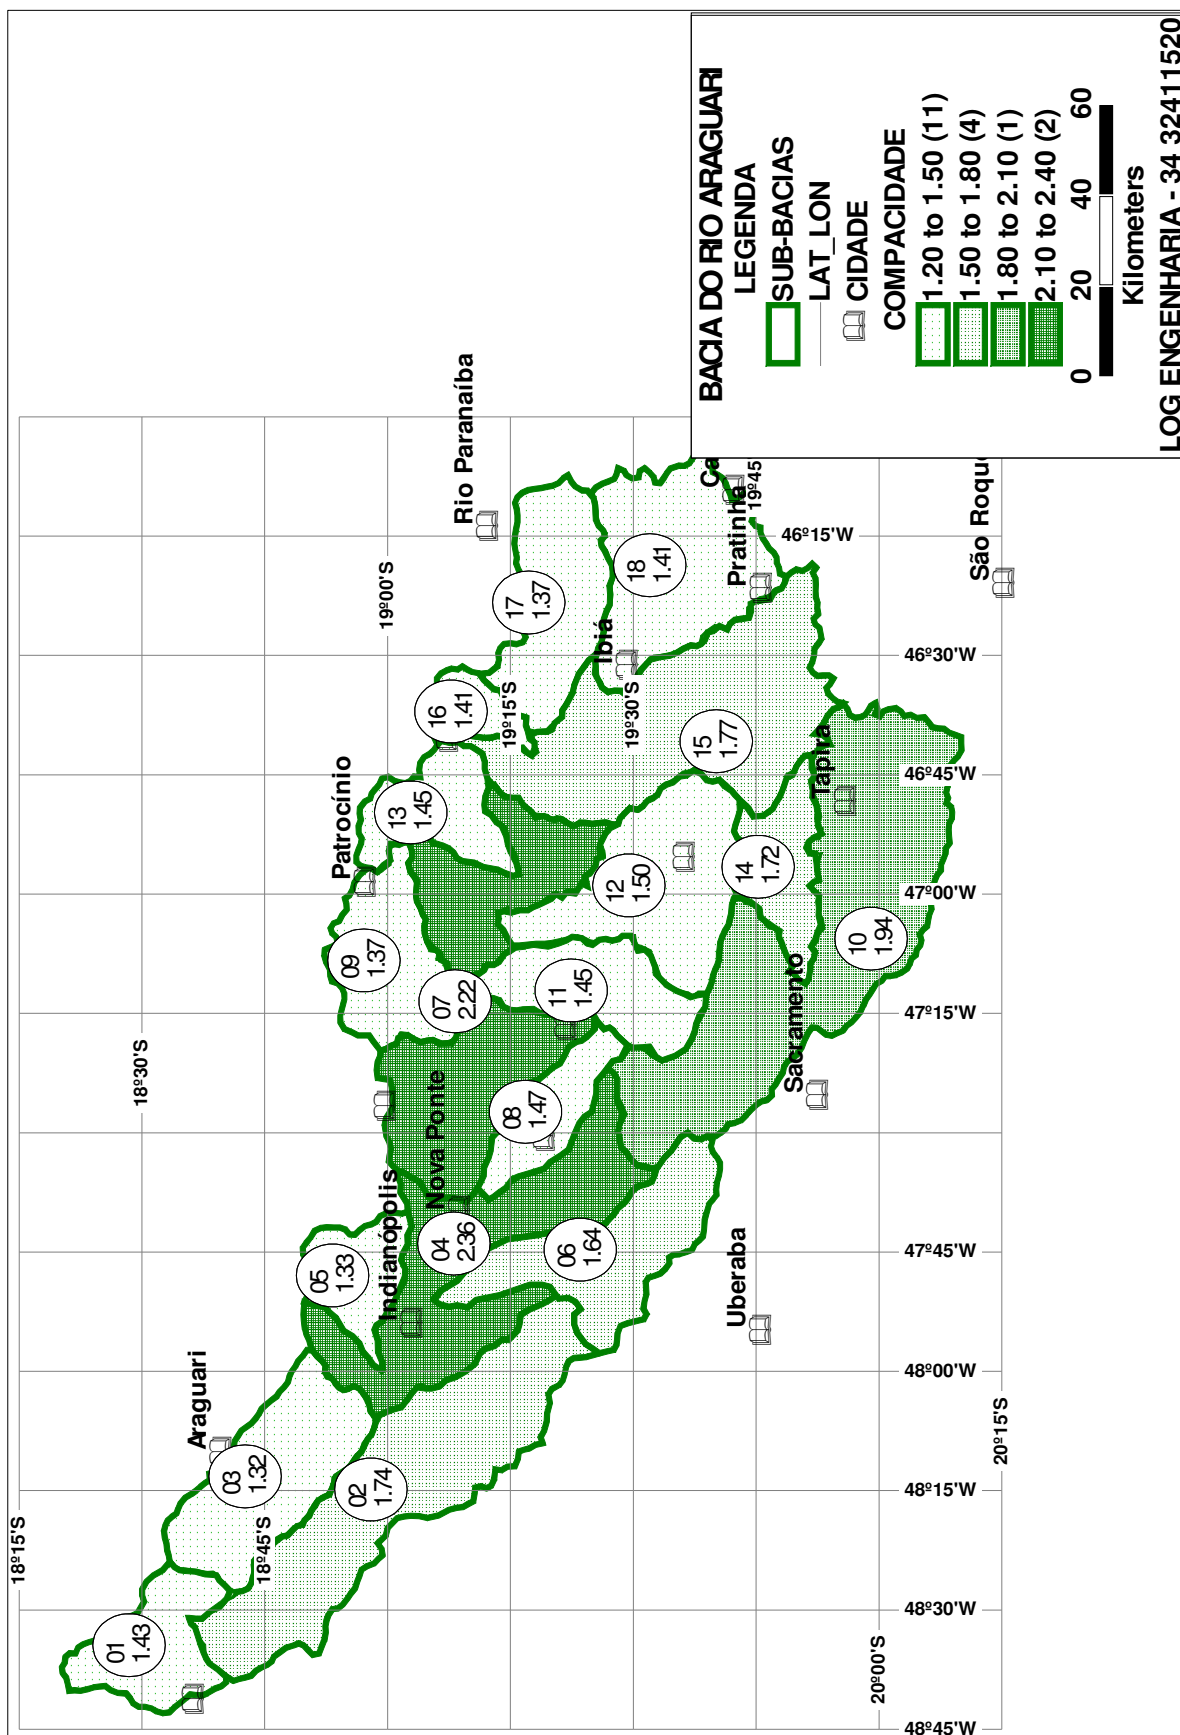 BACIA DO RIO ARAGUARI
LEGENDA
SUB-BACIAS
LAT_LON
CIDADE
COMPACIDADE
1.20 to 1.50 (11)
1.50 to 1.80 (4)
1.80 to 2.10 (1)
2.10 to 2.40 (2)
0 20 40 60
Kilometers
LOG ENGENHARIA - 34 32411520
18º15'S
18º30'S
18º45'S
19º00'S
19º15'S
19º30'S
19º45
20º00'S
20º15'S
48º45'W
48º30'W
48º15'W
48º00'W
47º45'W
47º15'W
47º00'W
46º45'W
46º30'W
46º15'W
Araguari
Indianópolis
Nova Ponte
Patrocínio
Rio Paranaíba
Ibiá
Pratinha
Ca
Tapira
Sacramento
Uberaba
São Roque
01
1.43
02
1.74
03
1.32
04
2.36
05
1.33
06
1.64
07
2.22
08
1.47
09
1.37
10
1.94
11
1.45
12
1.50
13
1.45
14
1.72
15
1.77
16
1.41
17
1.37
18
1.41